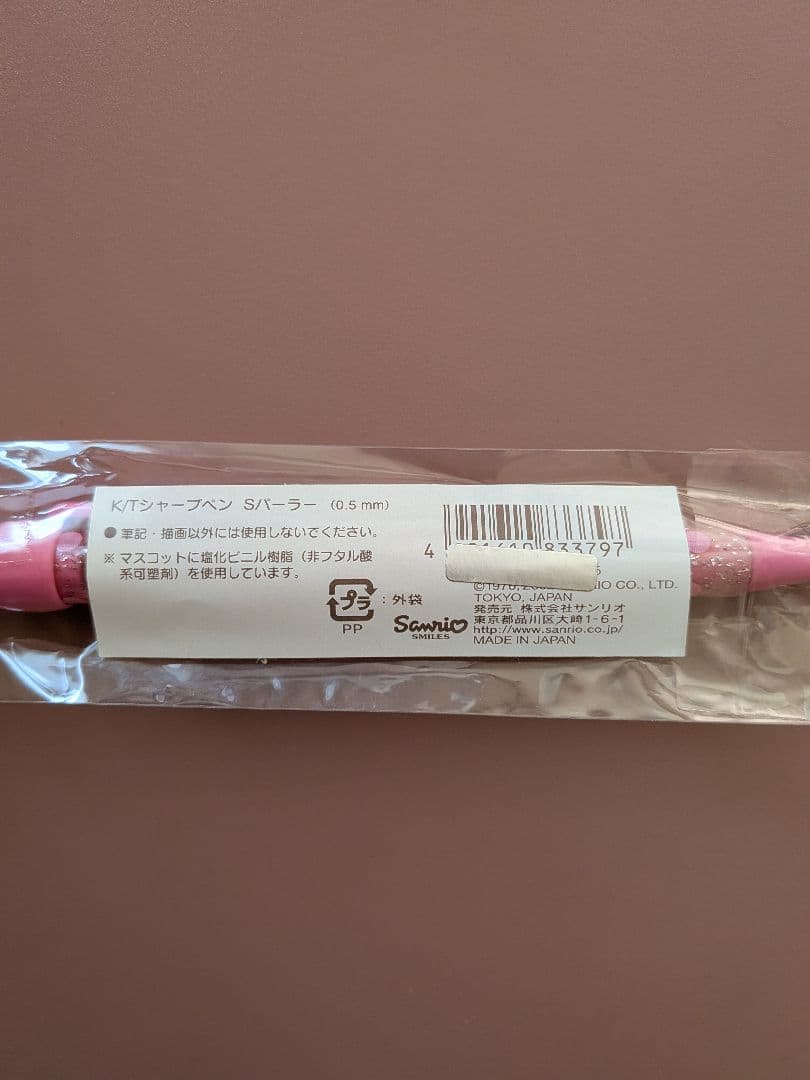 K/Tシャープペン Sパーラー (0.5 mm)
●筆記・描画以外には使用しないでください。
※ マスコットに塩化ビニル樹脂 (非フタル酸
系可塑剤) を使用しています。
プラ : 外袋
PP
Sanrio
SMILES
4 833797
©1976, CO., LTD.
TOKYO, JAPAN
発売元 株式会社サンリオ
東京都品川区大崎1-6-1
http://www.sanrio.co.jp/
MADE IN JAPAN